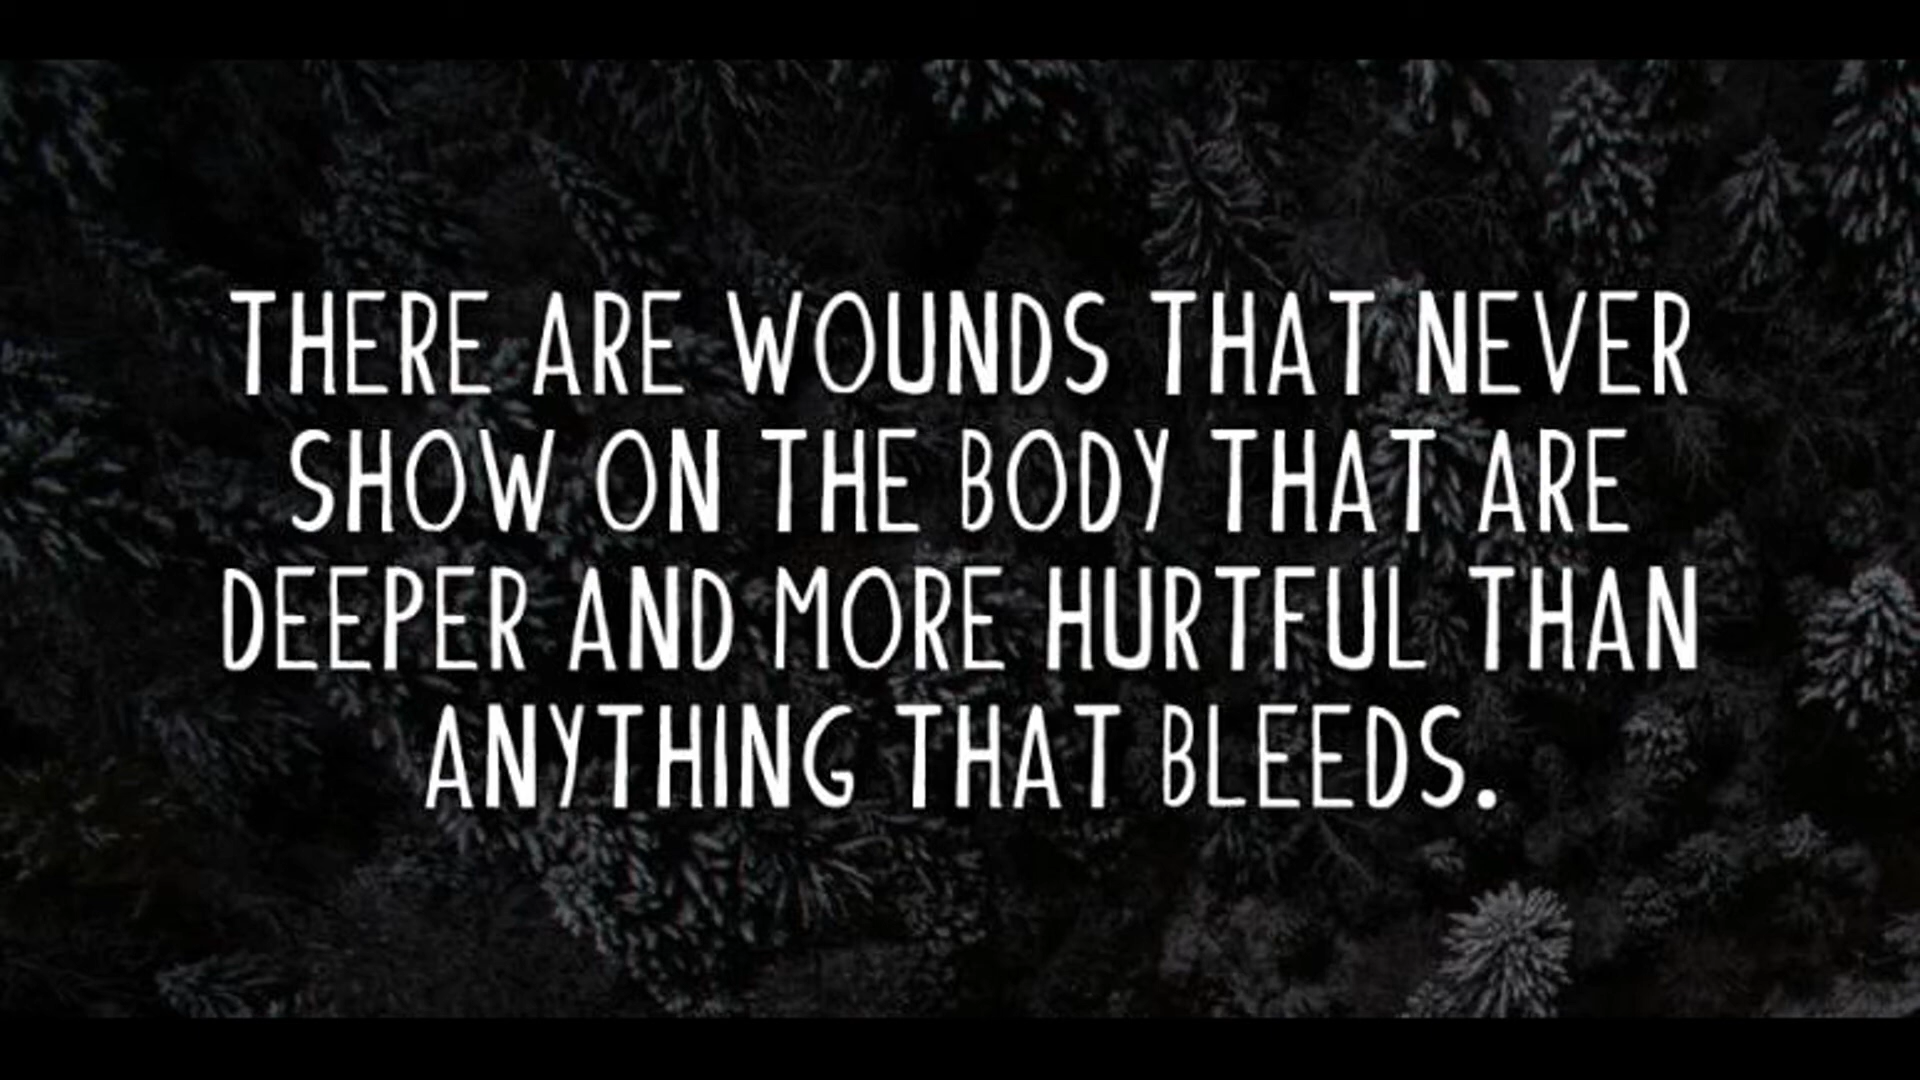 THERE ARE WOUNDS THAT NEVER
SHOW ON THE BODY THAT ARE
DEEPER AND MORE HURTFUL THAN
ANYTHING THAT BLEEDS.